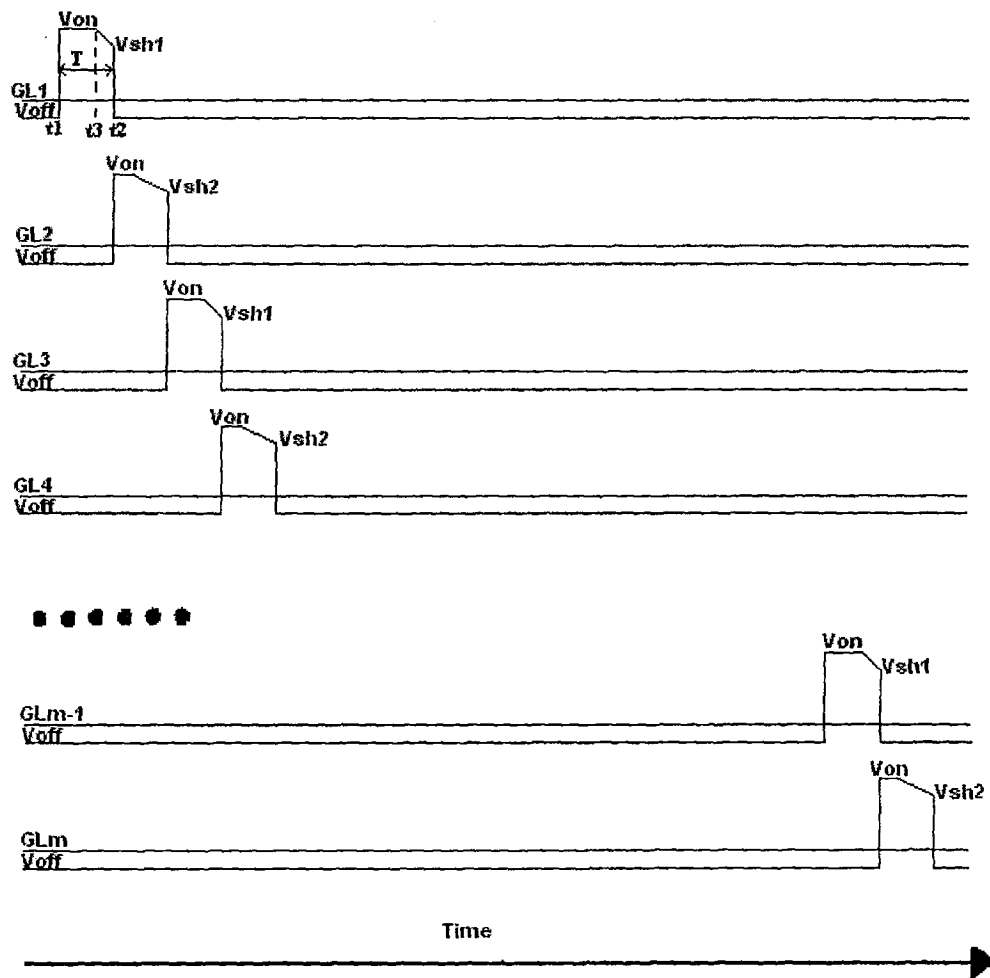 Von
Vsh1
T
GL1
Voff
t1 t3 t2
Von
Vsh2
GL2
Voff
Von
Vsh1
GL3
Voff
Von
Vsh2
GL4
Voff
Von
Vsh1
GLm-1
Voff
Von
Vsh2
GLm
Voff
Time